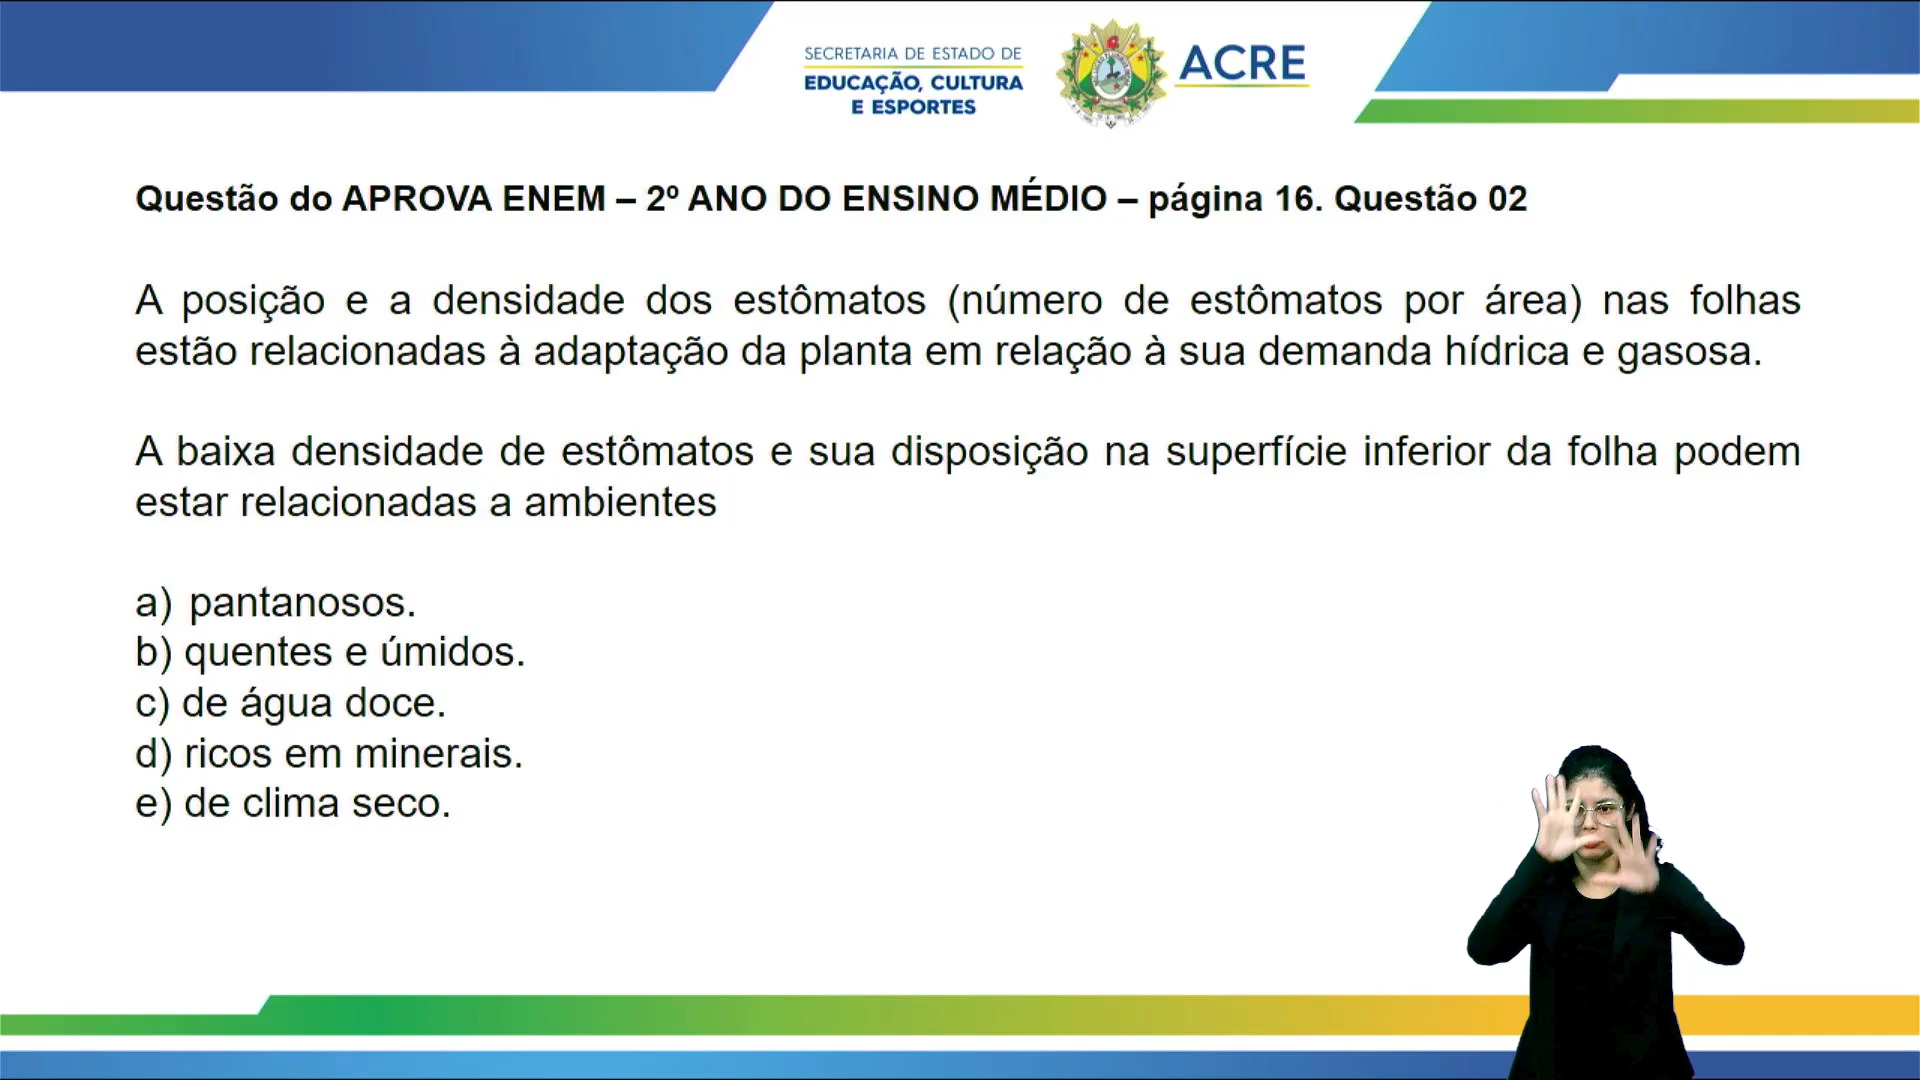 SECRETARIA DE ESTADO DE
EDUCAÇÃO, CULTURA
E ESPORTES
ACRE
Questão do APROVA ENEM – 2º ANO DO ENSINO MÉDIO – página 16. Questão 02
A posição e a densidade dos estômatos (número de estômatos por área) nas folhas
estão relacionadas à adaptação da planta em relação à sua demanda hídrica e gasosa.
A baixa densidade de estômatos e sua disposição na superfície inferior da folha podem
estar relacionadas a ambientes
a) pantanosos.
b) quentes e úmidos.
c) de água doce.
d) ricos em minerais.
e) de clima seco.